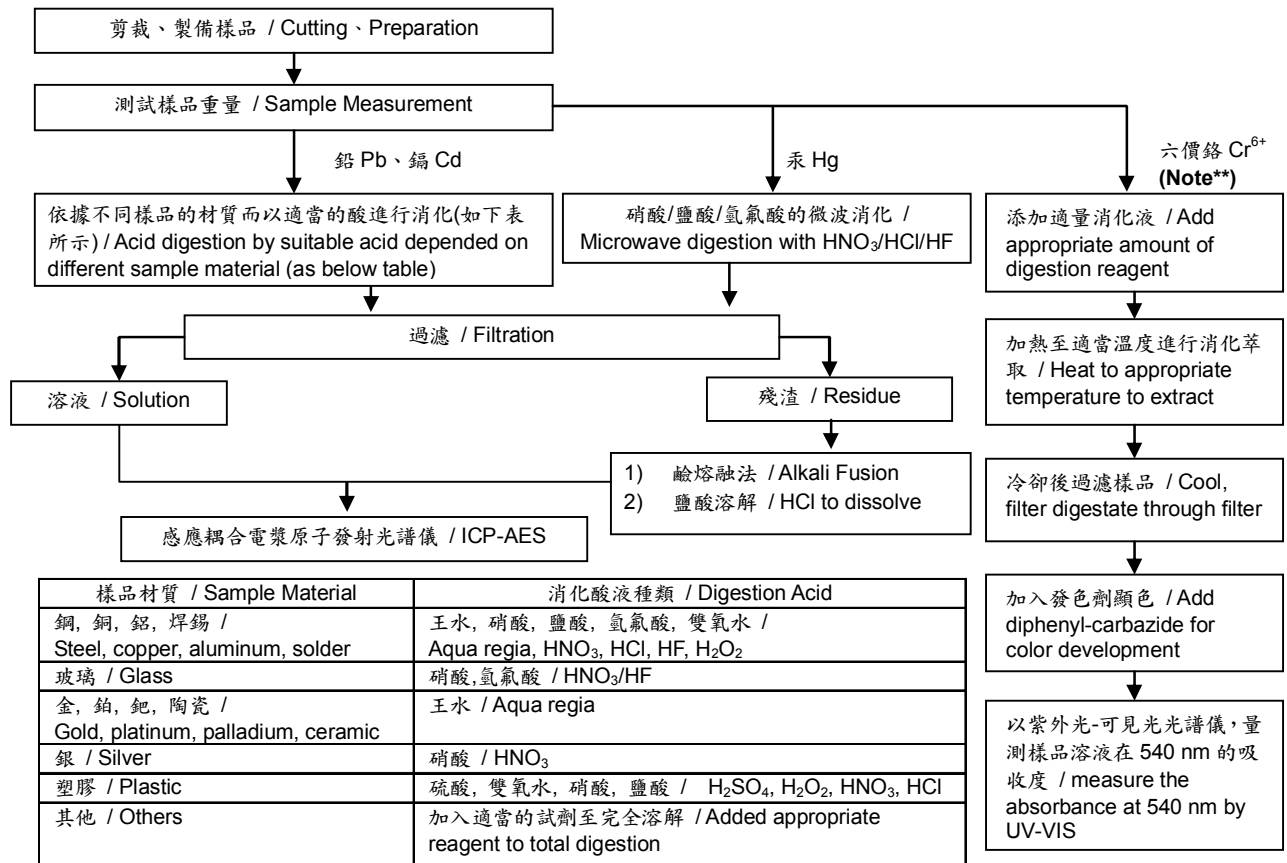 剪裁、製備樣品 / Cutting、Preparation
測試樣品重量 / Sample Measurement
鉛 Pb、鎘 Cd
汞 Hg
六價鉻 Cr⁶⁺
(Note**)
依據不同樣品的材質而以適當的酸進行消化(如下表
所示) / Acid digestion by suitable acid depended on
different sample material (as below table)
硝酸/鹽酸/氫氟酸的微波消化 /
Microwave digestion with HNO₃/HCl/HF
添加適量消化液 / Add
appropriate amount of
digestion reagent
過濾 / Filtration
加熱至適當溫度進行消化萃
取 / Heat to appropriate
temperature to extract
溶液 / Solution
殘渣 / Residue
1) 鹼熔融法 / Alkali Fusion
2) 鹽酸溶解 / HCl to dissolve
冷卻後過濾樣品 / Cool,
filter digestate through filter
感應耦合電漿原子發射光譜儀 / ICP-AES
加入發色劑顯色 / Add
diphenyl-carbazide for
color development
以紫外光-可見光光譜儀，量
測樣品溶液在 540 nm 的吸
收度 / measure the
absorbance at 540 nm by
UV-VIS
樣品材質 / Sample Material
消化酸液種類 / Digestion Acid
鋼, 銅, 鋁, 焊錫 /
Steel, copper, aluminum, solder
王水, 硝酸, 鹽酸, 氫氟酸, 雙氧水 /
Aqua regia, HNO₃, HCl, HF, H₂O₂
玻璃 / Glass
硝酸,氫氟酸 / HNO₃/HF
金, 鉑, 鈀, 陶瓷 /
Gold, platinum, palladium, ceramic
王水 / Aqua regia
銀 / Silver
硝酸 / HNO₃
塑膠 / Plastic
硫酸, 雙氧水, 硝酸, 鹽酸 / H₂SO₄, H₂O₂, HNO₃, HCl
其他 / Others
加入適當的試劑至完全溶解 / Added appropriate
reagent to total digestion